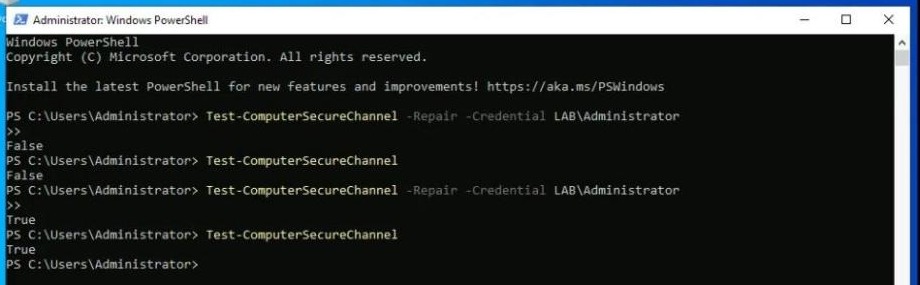 Administrator: Windows PowerShell
Windows PowerShell
Copyright (C) Microsoft Corporation. All rights reserved.
Install the latest PowerShell for new features and improvements! https://aka.ms/PSWindows
PS C:\Users\Administrator> Test-ComputerSecureChannel -Repair -Credential LAB\Administrator
>>
False
PS C:\Users\Administrator> Test-ComputerSecureChannel
False
PS C:\Users\Administrator> Test-ComputerSecureChannel -Repair -Credential LAB\Administrator
>>
True
PS C:\Users\Administrator> Test-ComputerSecureChannel
True
PS C:\Users\Administrator>